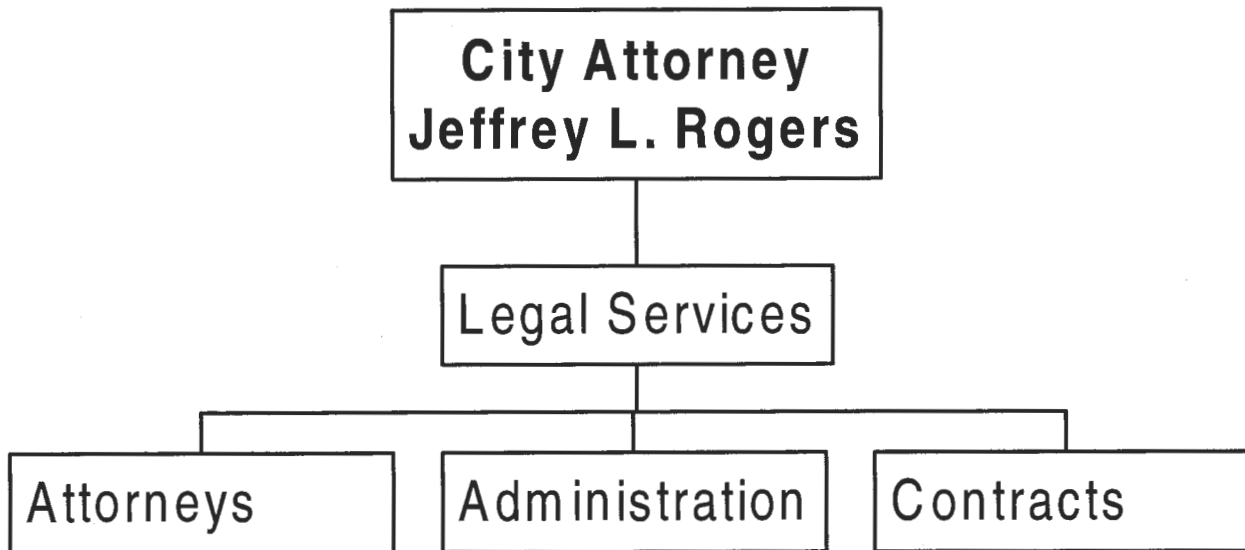 City Attorney
Jeffrey L. Rogers
Legal Services
Attorneys
Administration
Contracts